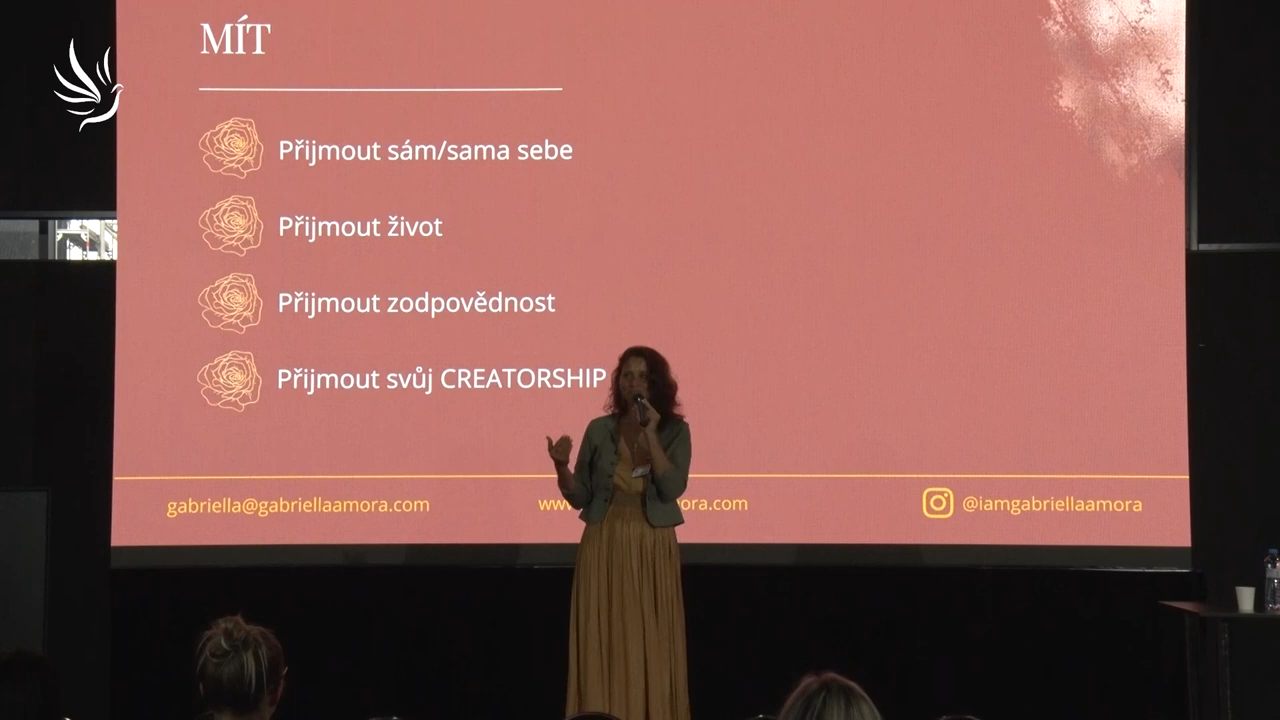 MÍT
Přijmout sám/sama sebe
Přijmout život
Přijmout zodpovědnost
Přijmout svůj CREATORSHIP
gabriella@gabriellaamora.com
@iamgabriellaamora